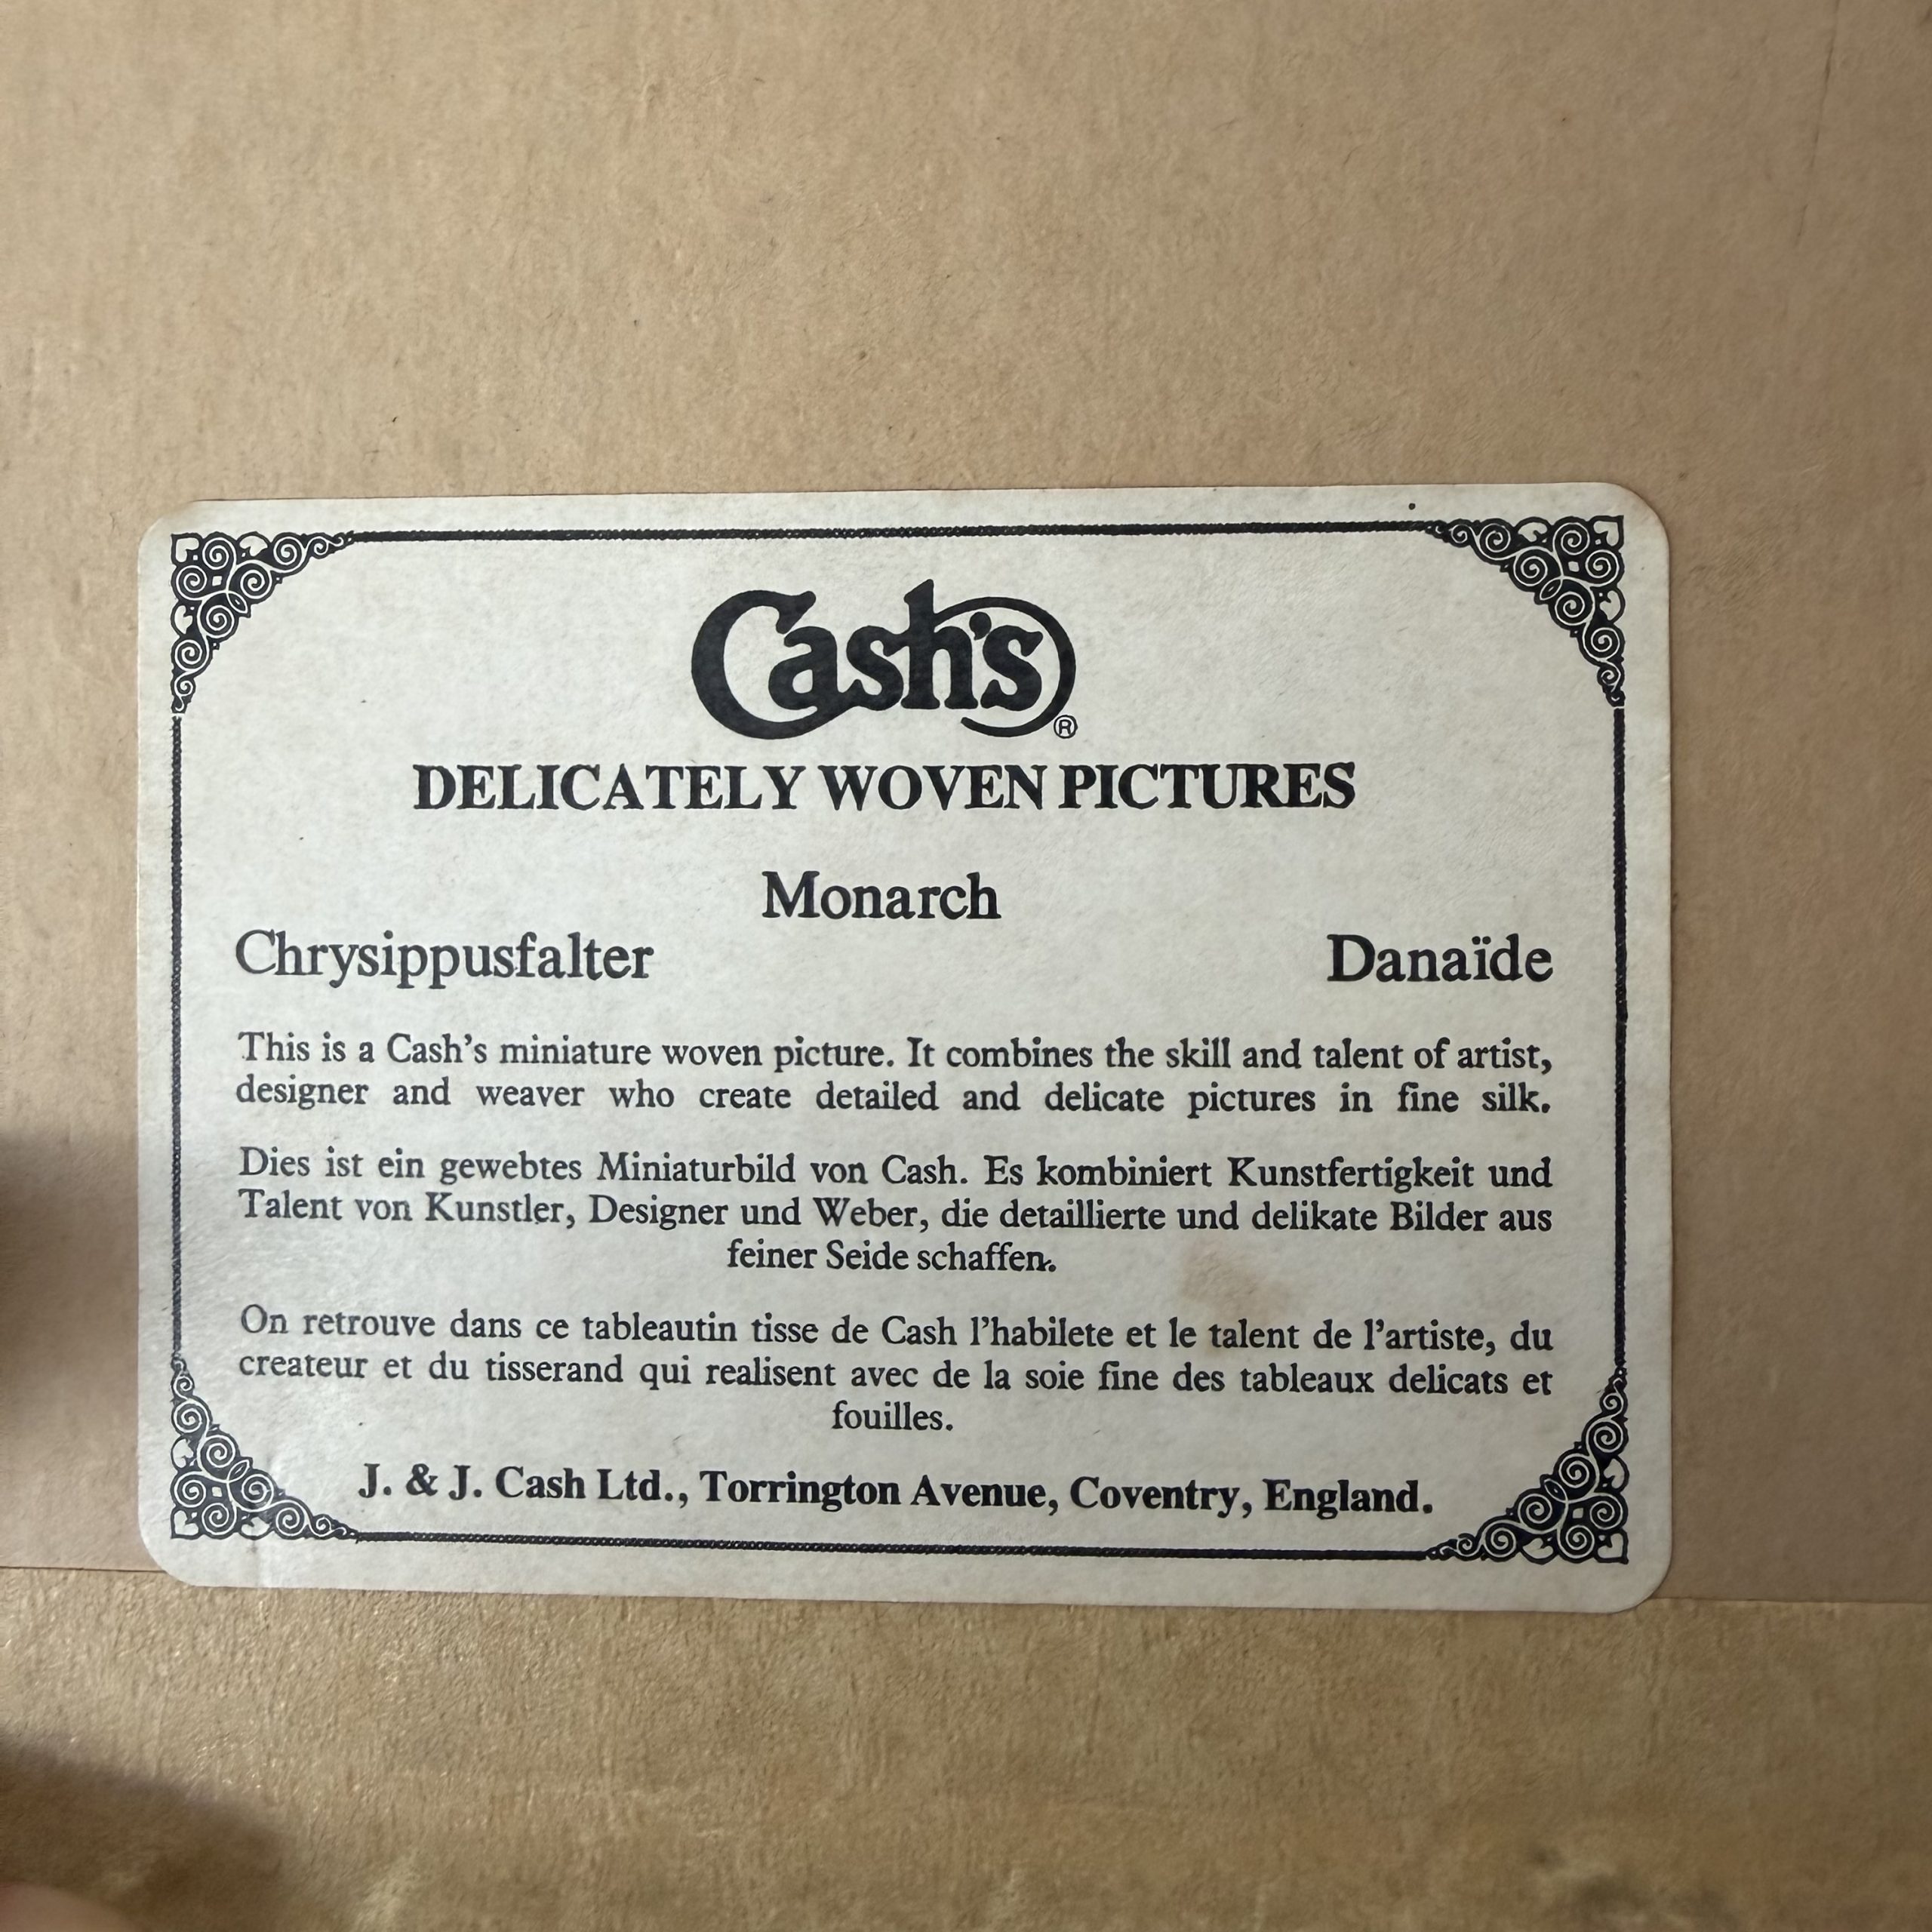 Cash's®
DELICATELY WOVEN PICTURES
Monarch
Chrysippusfalter Danaïde
This is a Cash's miniature woven picture. It combines the skill and talent of artist,
designer and weaver who create detailed and delicate pictures in fine silk.
Dies ist ein gewebtes Miniaturbild von Cash. Es kombiniert Kunstfertigkeit und
Talent von Kunstler, Designer und Weber, die detaillierte und delikate Bilder aus
feiner Seide schaffen.
On retrouve dans ce tableautin tisse de Cash l'habilete et le talent de l'artiste, du
createur et du tisserand qui realisent avec de la soie fine des tableaux delicats et
fouilles.
J. & J. Cash Ltd., Torrington Avenue, Coventry, England.